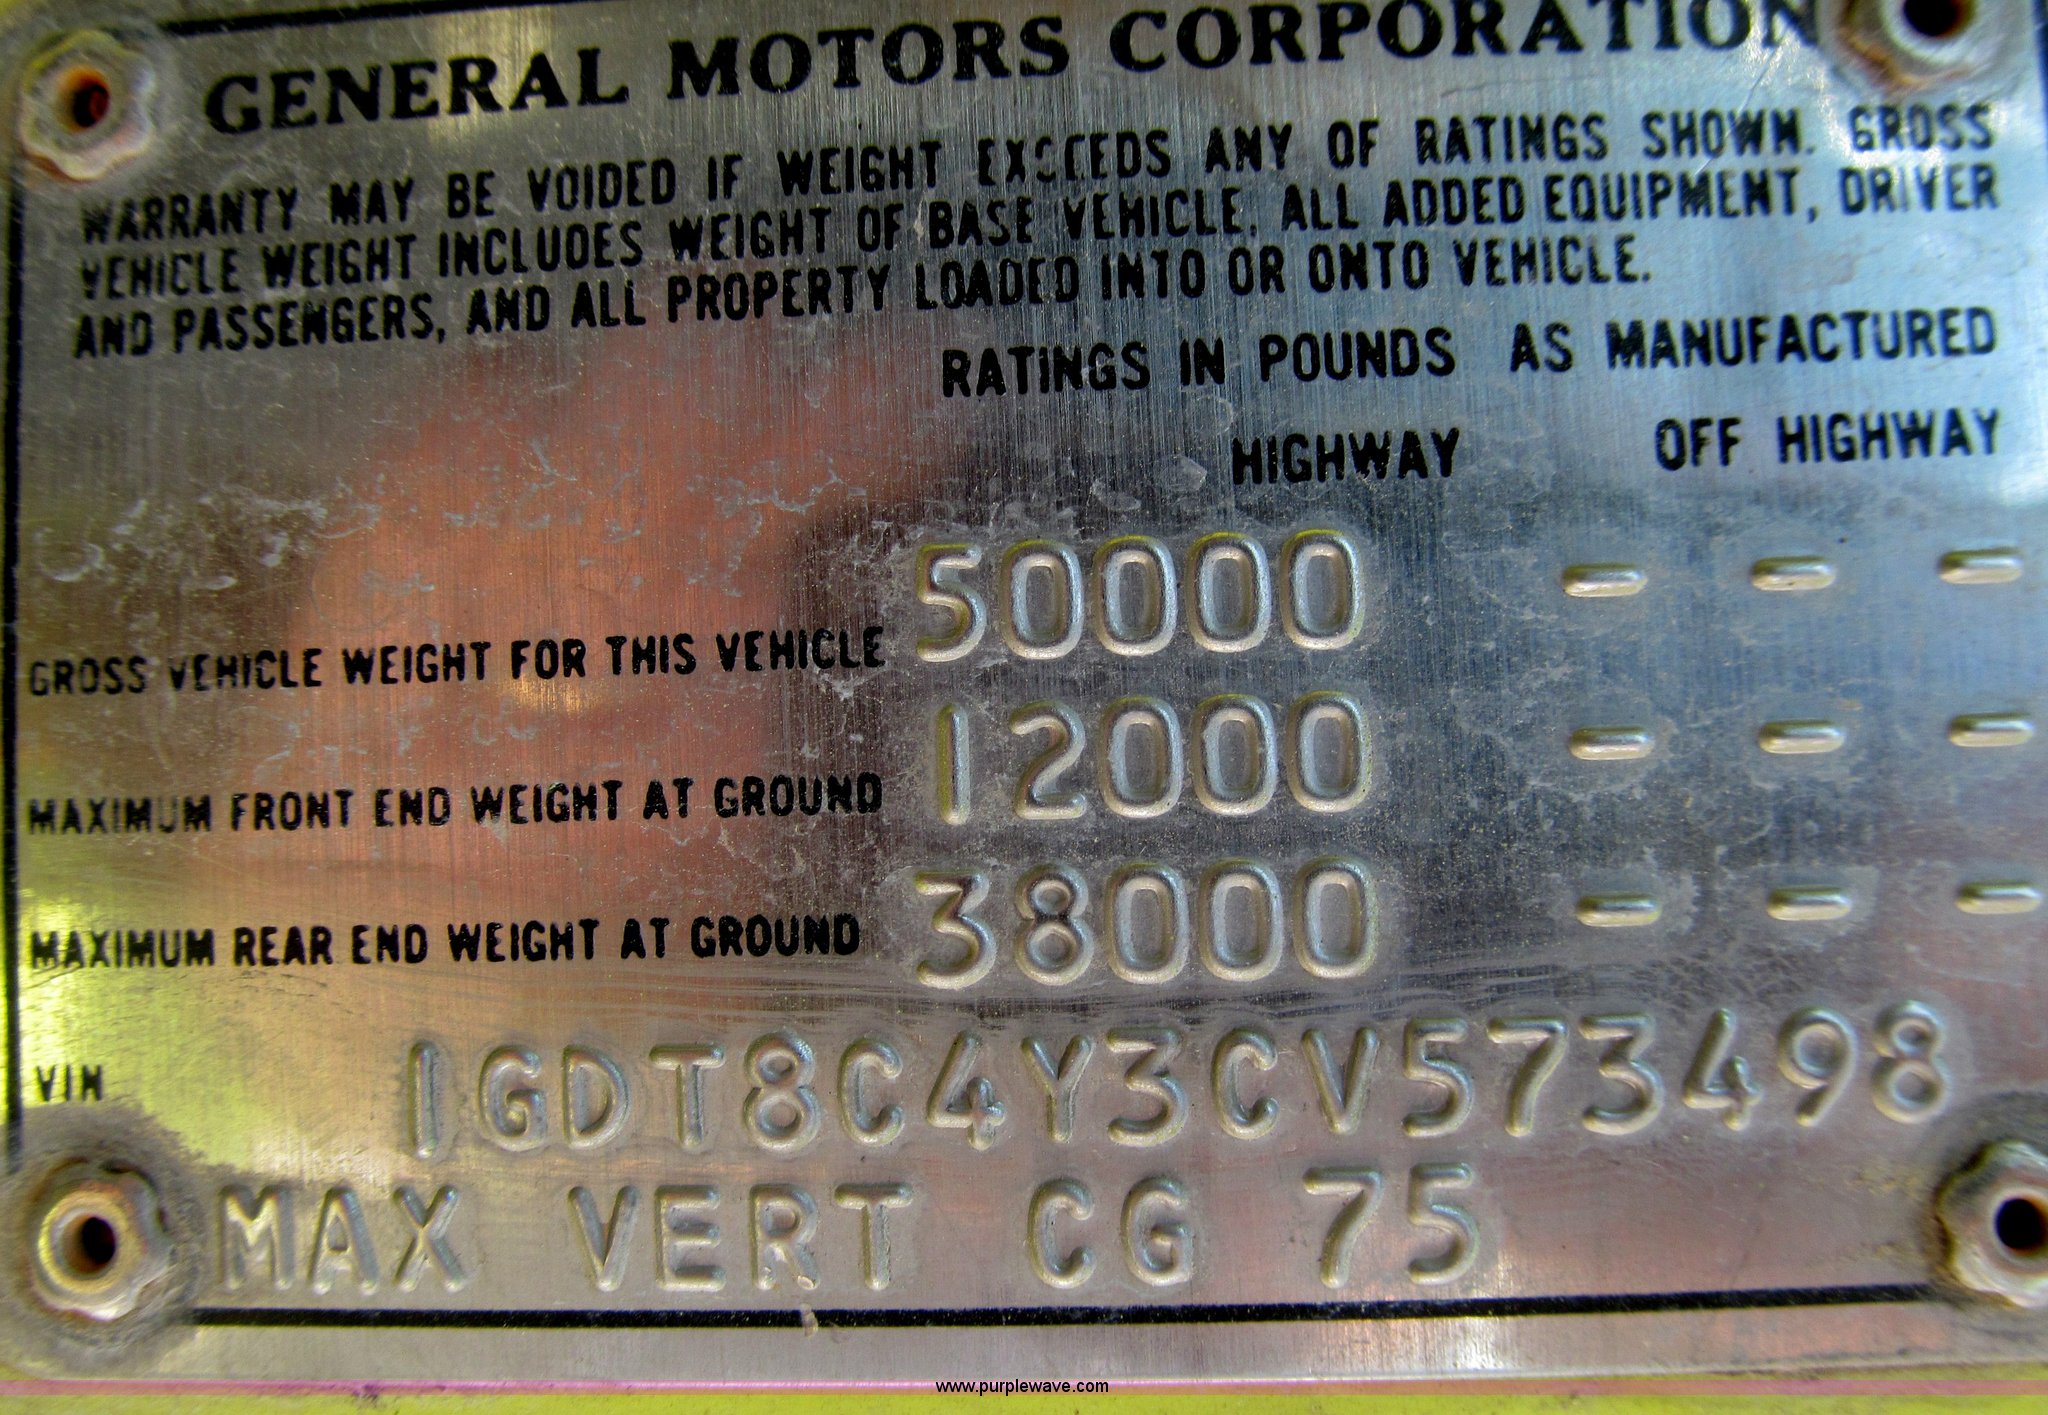 GENERAL MOTORS CORPORATION
WARRANTY MAY BE VOIDED IF WEIGHT EXCEEDS ANY OF RATINGS SHOWN. GROSS
VEHICLE WEIGHT INCLUDES WEIGHT OF BASE VEHICLE, ALL ADDED EQUIPMENT, DRIVER
AND PASSENGERS, AND ALL PROPERTY LOADED INTO OR ONTO VEHICLE.
RATINGS IN POUNDS AS MANUFACTURED
HIGHWAY OFF HIGHWAY
GROSS VEHICLE WEIGHT FOR THIS VEHICLE 50000 - - -
MAXIMUM FRONT END WEIGHT AT GROUND 12000 - - -
MAXIMUM REAR END WEIGHT AT GROUND 38000 - - -
VIN 1GDT8C4Y3CV573498
MAX VERT CG 75
www.purplewave.com